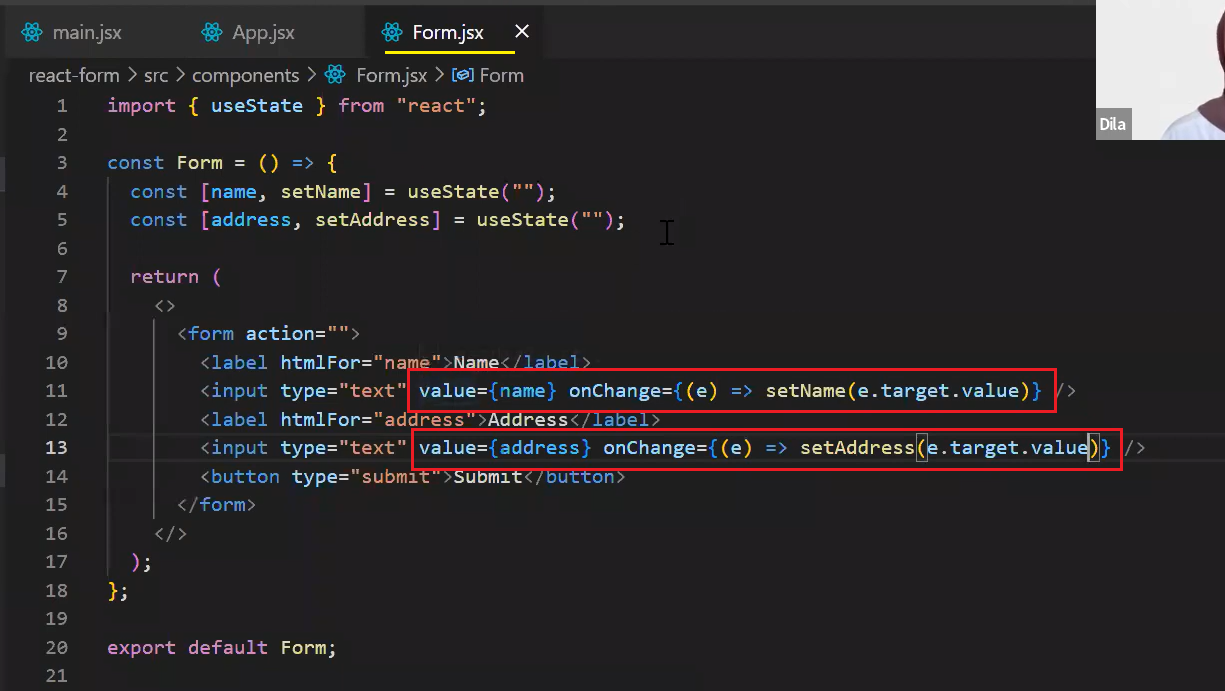 main.jsx App.jsx Form.jsx
react-form > src > components > Form.jsx > Form
Dila
1 import { useState } from "react";
2
3 const Form = () => {
4 const [name, setName] = useState("");
5 const [address, setAddress] = useState("");
6
7 return (
8 <>
9 <form action="">
10 <label htmlFor="name">Name</label>
11 <input type="text" value={name} onChange={(e) => setName(e.target.value)} />
12 <label htmlFor="address">Address</label>
13 <input type="text" value={address} onChange={(e) => setAddress(e.target.value)} />
14 <button type="submit">Submit</button>
15 </form>
16 </>
17 );
18 };
19
20 export default Form;
21